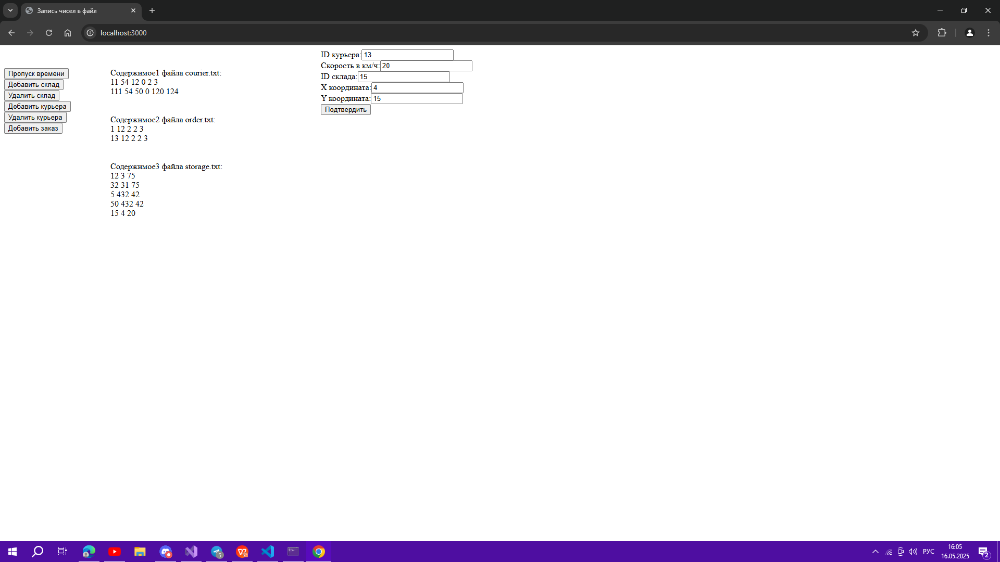 Запись чисел в файл
localhost:3000
Пропуск времени
Добавить склад
Удалить склад
Добавить курьера
Удалить курьера
Добавить заказ
Содержимое1 файла courier.txt:
11 54 12 0 2 3
111 54 50 0 120 124
Содержимое2 файла order.txt:
1 12 2 2 3
13 12 2 2 3
Содержимое3 файла storage.txt:
12 3 75
32 31 75
5 432 42
50 432 42
15 4 20
ID курьера: 13
Скорость в км/ч: 20
ID склада: 15
X координата: 4
Y координата: 15
Подтвердить
5
РУС
16:05
16.05.2025
2